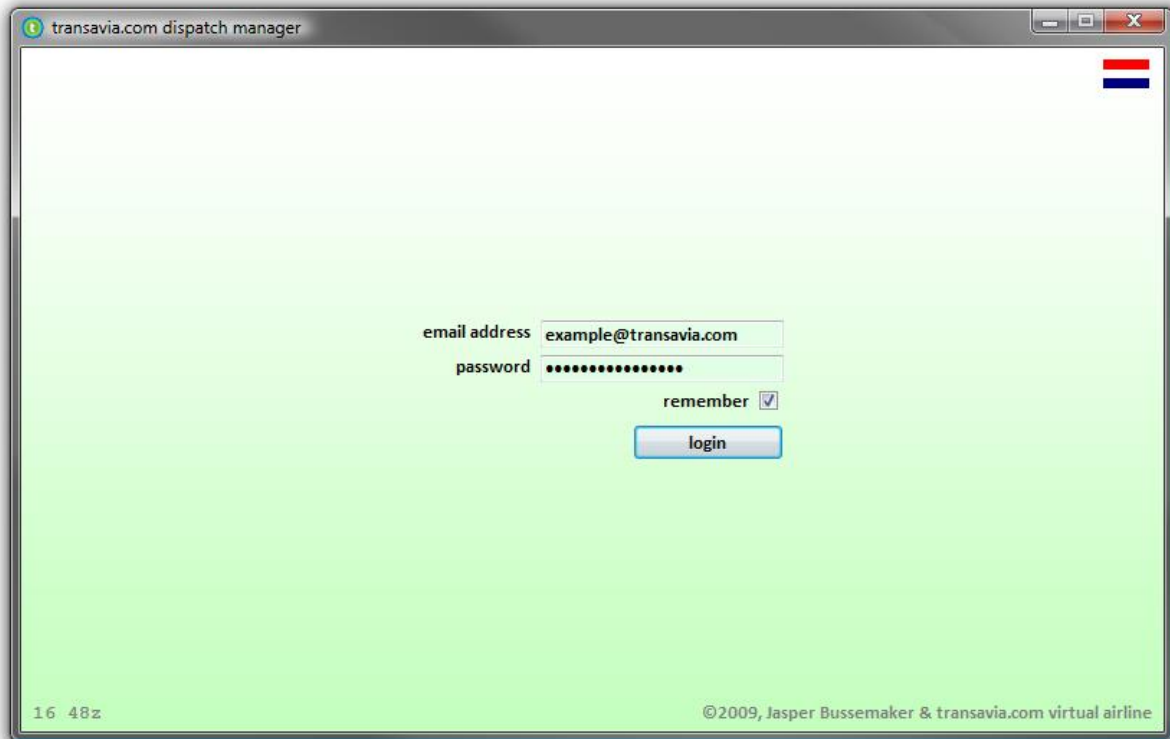 transavia.com dispatch manager
email address example@transavia.com
password ••••••••••••••••
remember
login
16 48z ©2009, Jasper Bussemaker & transavia.com virtual airline